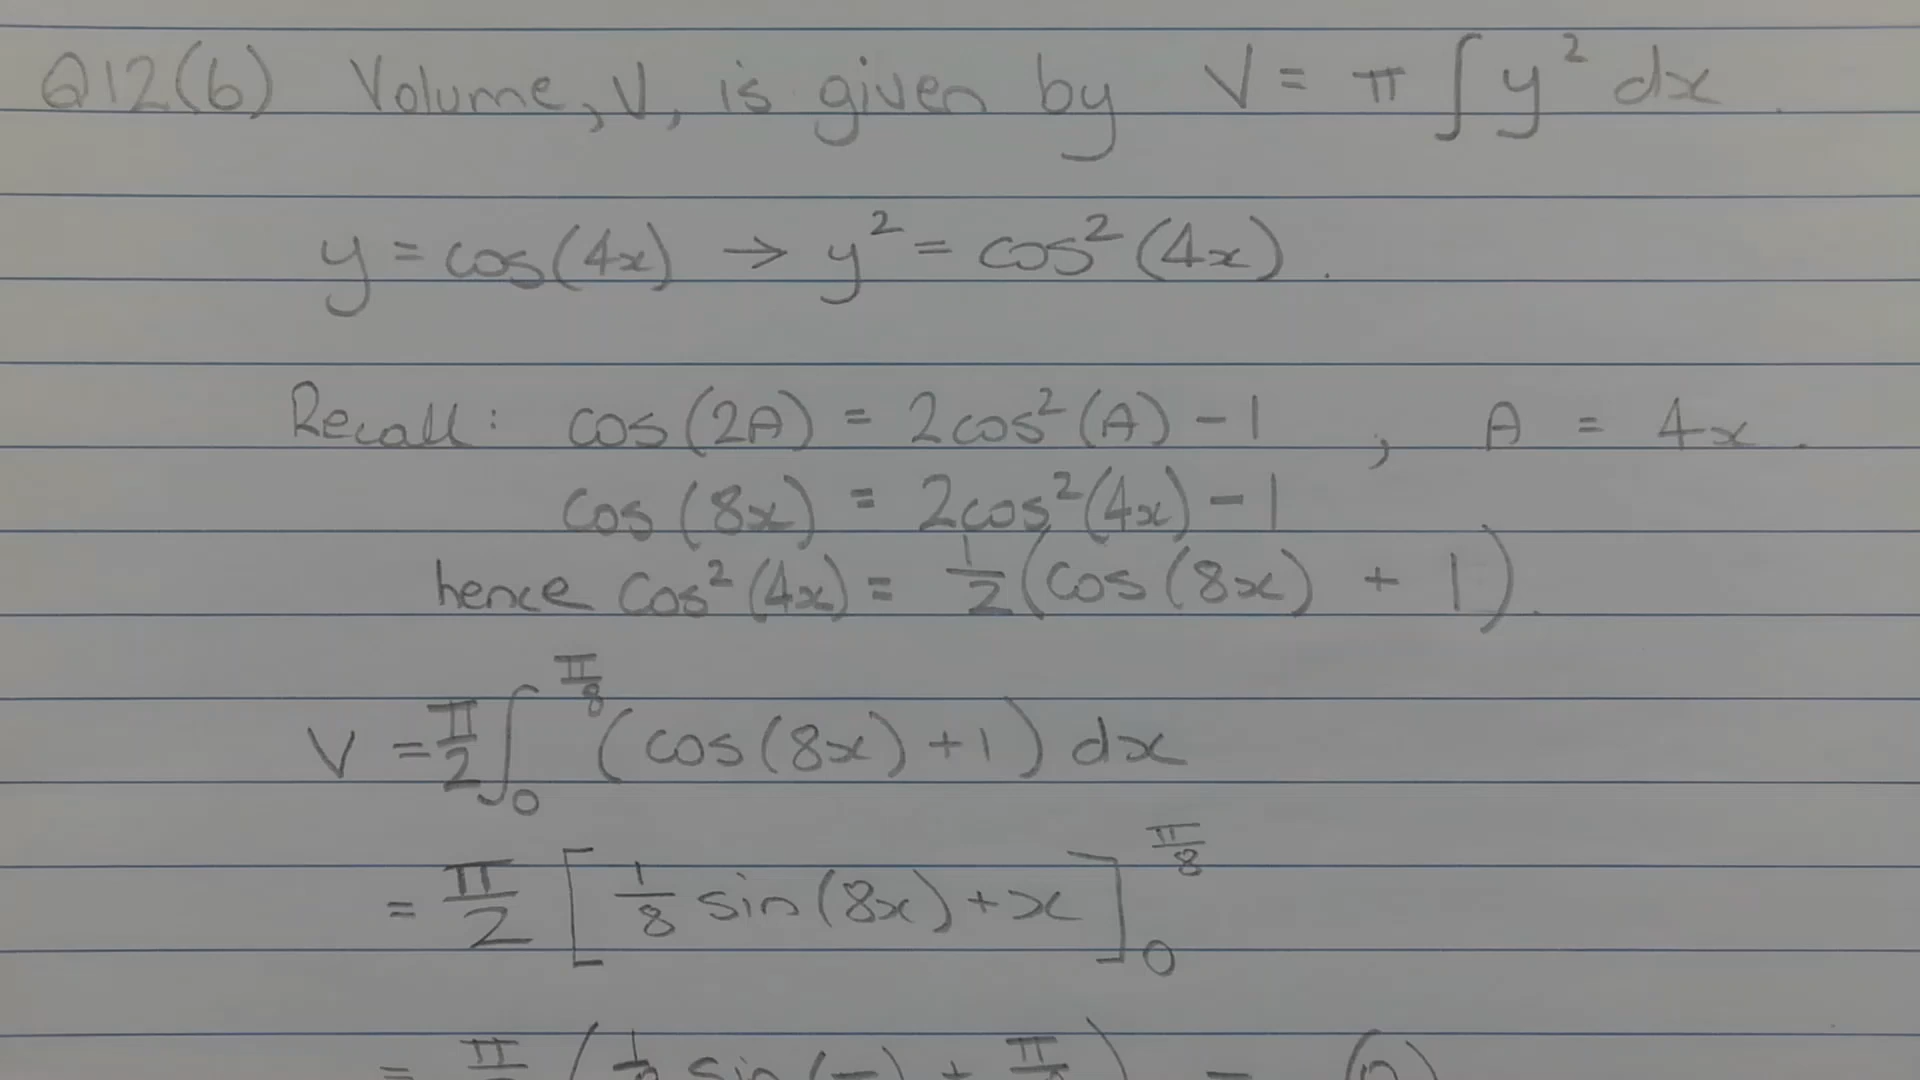 Q12(b) Volume, V, is given by V = π ∫ y² dx.
y = cos(4x) → y² = cos²(4x).
Recall: cos(2A) = 2cos²(A) - 1 , A = 4x.
cos(8x) = 2cos²(4x) - 1
hence cos²(4x) = 1/2 (cos(8x) + 1).
V = π/2 ∫₀^(π/8) (cos(8x) + 1) dx
= π/2 [1/8 sin(8x) + x]₀^(π/8)